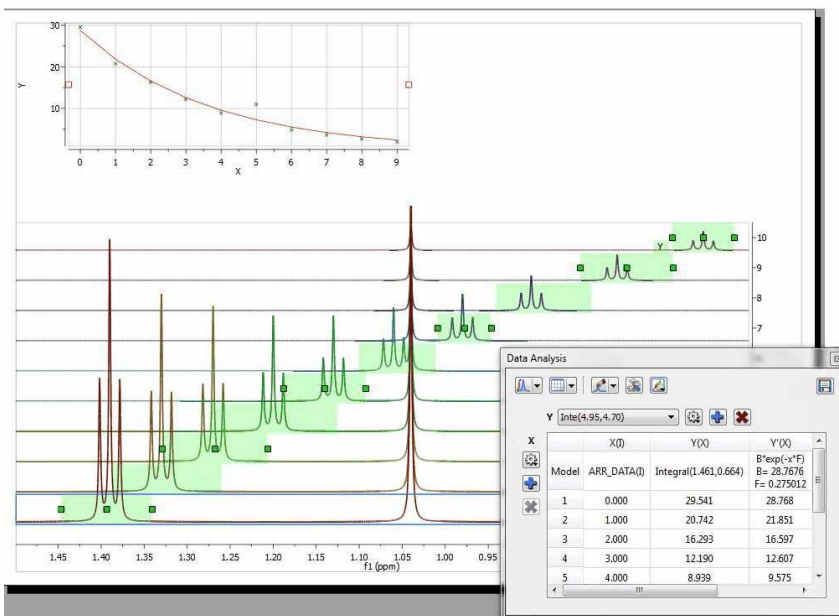 30
20
10
Y
0 1 2 3 4 5 6 7 8 9
X
Y
10
9
8
7
1.45 1.40 1.35 1.30 1.25 1.20 1.15 1.10 1.05 1.00 0.95
f1 (ppm)
Data Analysis
Y Inte(4.95,4.70)
X
X(I) Y(X) Y'(X)
Model ARR_DATA(I) Integral(1.461,0.664) B*exp(-x*F)
B= 28.7676
F= 0.275012
1 0.000 29.541 28.768
2 1.000 20.742 21.851
3 2.000 16.293 16.597
4 3.000 12.190 12.607
5 4.000 8.939 9.575